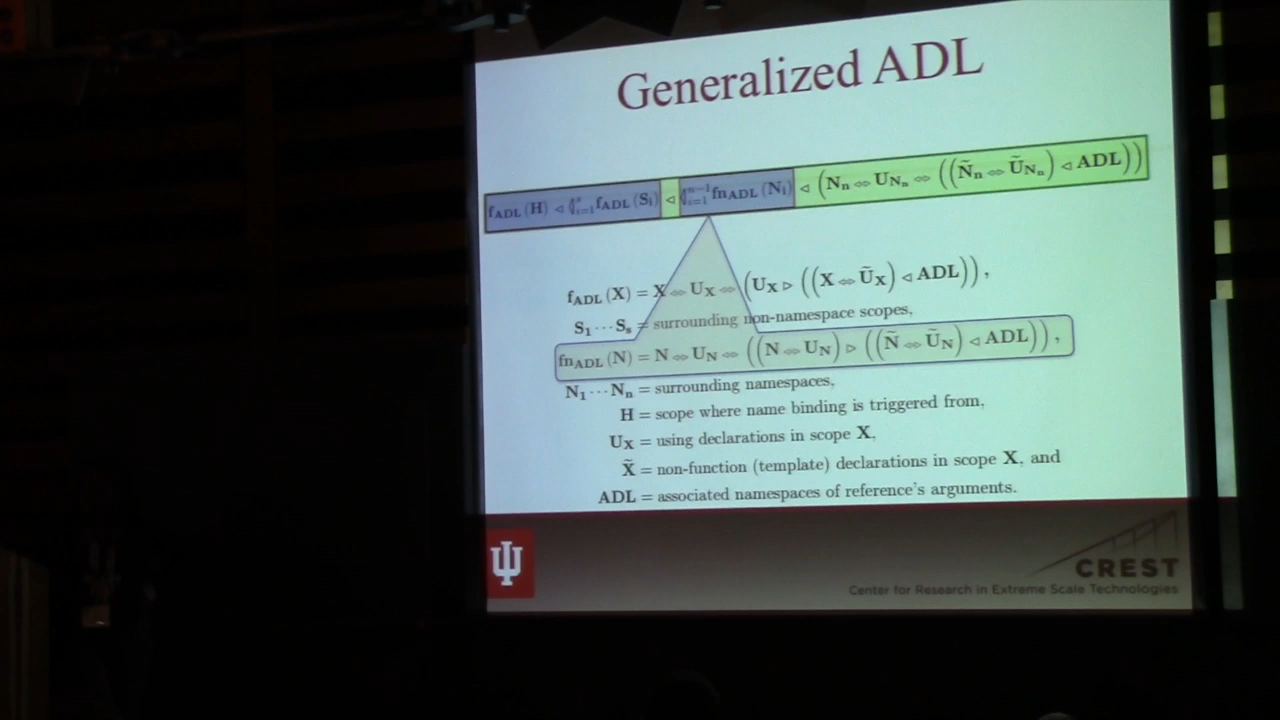 Generalized ADL
f_ADL (H) ◁ ⦉^s_{i=1} f_ADL (S_i) ◁ ⦉^{n−1}_{i=1} fn_ADL (N_i) ◁ (N_n ⇔ U_{N_n} ⇔ ((Ñ_n ⇔ Ũ_{N_n}) ◁ ADL))
f_ADL (X) = X ⇔ U_X ⇔ (U_X ▷ ((X ⇔ Ũ_X) ◁ ADL)),
S_1 ··· S_s = surrounding non-namespace scopes,
fn_ADL (N) = N ⇔ U_N ⇔ ((N ⇔ U_N) ▷ ((Ñ ⇔ Ũ_N) ◁ ADL)),
N_1 ··· N_n = surrounding namespaces,
H = scope where name binding is triggered from,
U_X = using declarations in scope X,
X̃ = non-function (template) declarations in scope X, and
ADL = associated namespaces of reference's arguments.
CREST
Center for Research in Extreme Scale Technologies